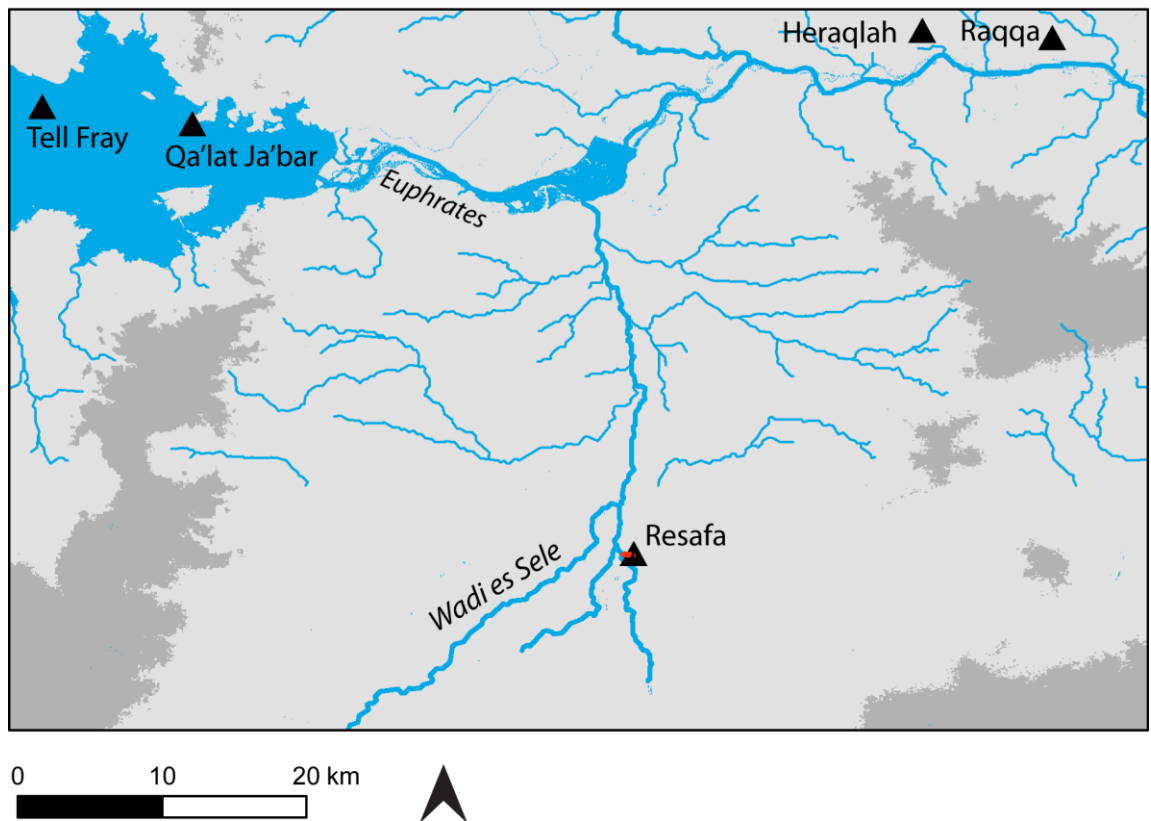 Heraqlah
Raqqa
Tell Fray
Qa'lat Ja'bar
Euphrates
Resafa
Wadi es Sele
0 10 20 km